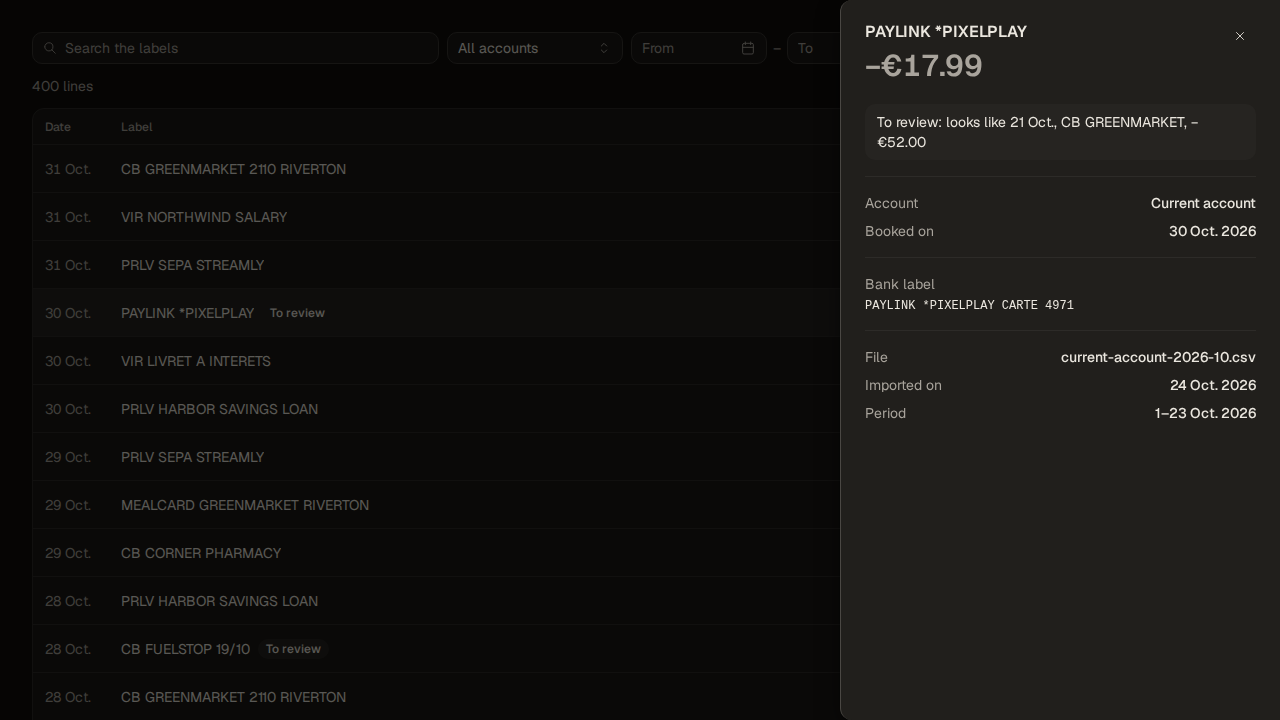 Search the labels
All accounts
From
–
To
400 lines
Date Label
31 Oct. CB GREENMARKET 2110 RIVERTON
31 Oct. VIR NORTHWIND SALARY
31 Oct. PRLV SEPA STREAMLY
30 Oct. PAYLINK *PIXELPLAY To review
30 Oct. VIR LIVRET A INTERETS
30 Oct. PRLV HARBOR SAVINGS LOAN
29 Oct. PRLV SEPA STREAMLY
29 Oct. MEALCARD GREENMARKET RIVERTON
29 Oct. CB CORNER PHARMACY
28 Oct. PRLV HARBOR SAVINGS LOAN
28 Oct. CB FUELSTOP 19/10 To review
28 Oct. CB GREENMARKET 2110 RIVERTON
PAYLINK *PIXELPLAY
–€17.99
To review: looks like 21 Oct., CB GREENMARKET, –
€52.00
Account Current account
Booked on 30 Oct. 2026
Bank label
PAYLINK *PIXELPLAY CARTE 4971
File current-account-2026-10.csv
Imported on 24 Oct. 2026
Period 1–23 Oct. 2026